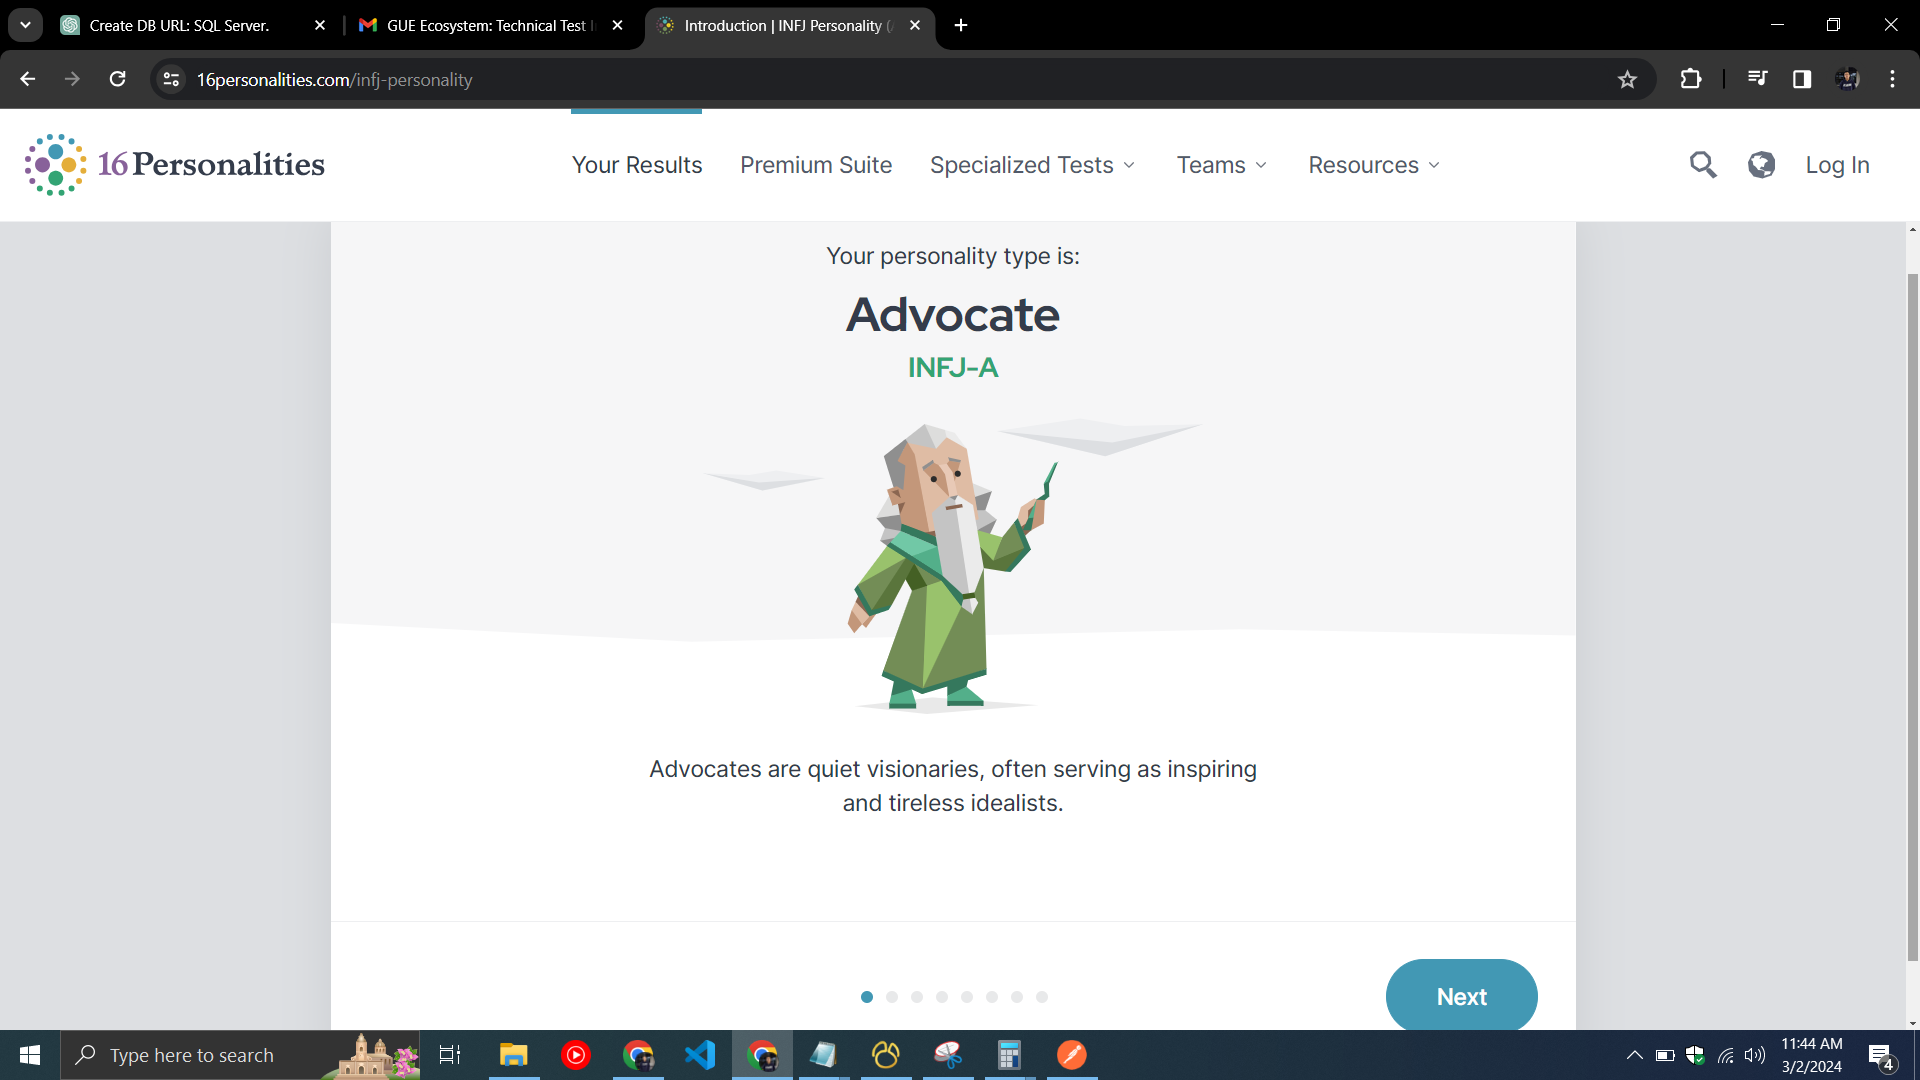 Create DB URL: SQL Server.
GUE Ecosystem: Technical Test I
Introduction | INFJ Personality (
16personalities.com/infj-personality
16Personalities
Your Results
Premium Suite
Specialized Tests
Teams
Resources
Log In
Your personality type is:
Advocate
INFJ-A
Advocates are quiet visionaries, often serving as inspiring
and tireless idealists.
Next
Type here to search
11:44 AM
3/2/2024
4